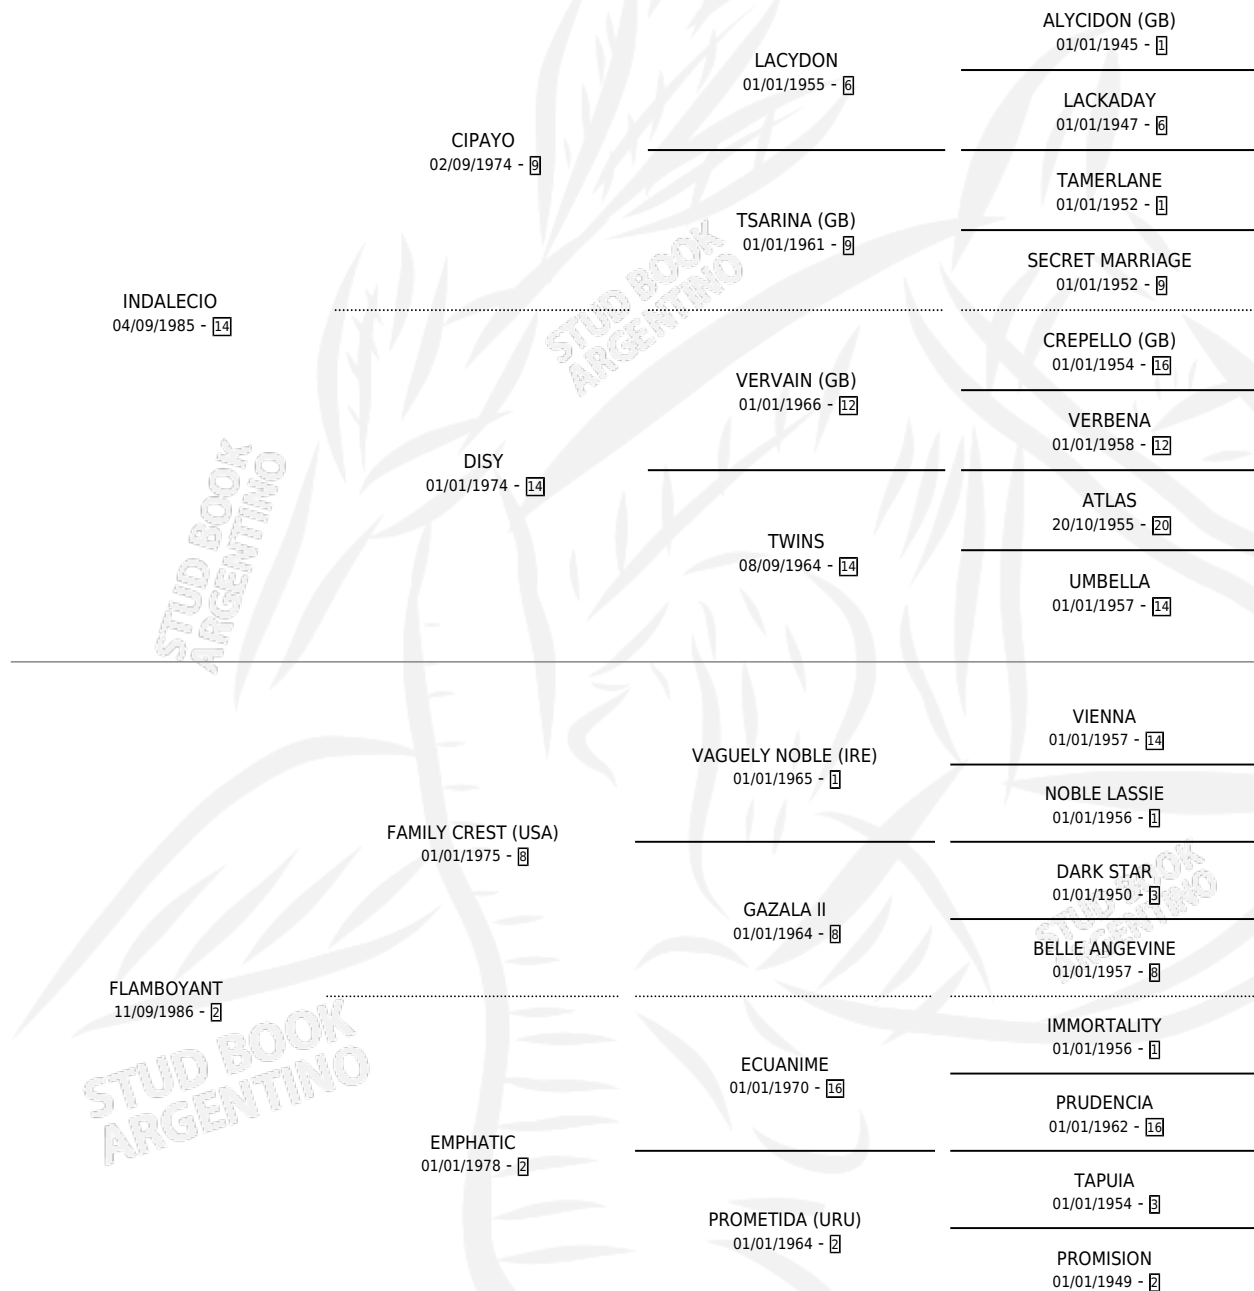 ALYCIDON (GB)
01/01/1945 - 1
LACYDON
01/01/1955 - 6
LACKADAY
01/01/1947 - 6
CIPAYO
02/09/1974 - 9
TAMERLANE
01/01/1952 - 1
TSARINA (GB)
01/01/1961 - 9
SECRET MARRIAGE
01/01/1952 - 9
INDALECIO
04/09/1985 - 14
STUD BOOK
ARGENTINO
CREPELLO (GB)
01/01/1954 - 16
VERVAIN (GB)
01/01/1966 - 12
VERBENA
01/01/1958 - 12
DISY
01/01/1974 - 14
ATLAS
20/10/1955 - 20
TWINS
08/09/1964 - 14
UMBELLA
01/01/1957 - 14
STUD BOOK
ARGENTINO
VIENNA
01/01/1957 - 14
VAGUELY NOBLE (IRE)
01/01/1965 - 1
NOBLE LASSIE
01/01/1956 - 1
FAMILY CREST (USA)
01/01/1975 - 8
DARK STAR
01/01/1950 - 3
GAZALA II
01/01/1964 - 8
BELLE ANGEVINE
01/01/1957 - 8
STUD BOOK
ARGENTINO
FLAMBOYANT
11/09/1986 - 2
IMMORTALITY
01/01/1956 - 1
ECUANIME
01/01/1970 - 16
PRUDENCIA
01/01/1962 - 16
EMPHATIC
01/01/1978 - 2
TAPUIA
01/01/1954 - 3
PROMETIDA (URU)
01/01/1964 - 2
PROMISION
01/01/1949 - 2
STUD BOOK
ARGENTINO